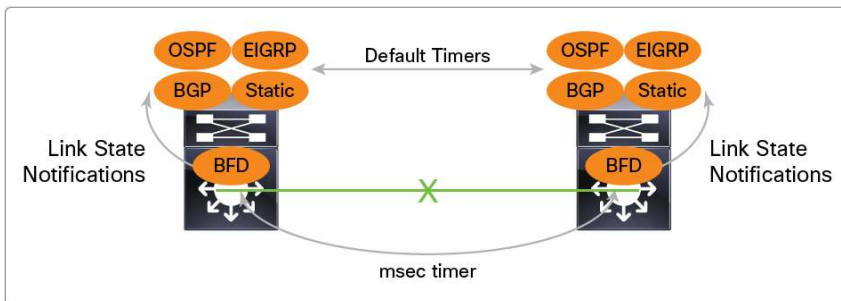 OSPF EIGRP
BGP Static
Default Timers
OSPF EIGRP
BGP Static
Link State
Notifications
BFD
X
BFD
Link State
Notifications
msec timer